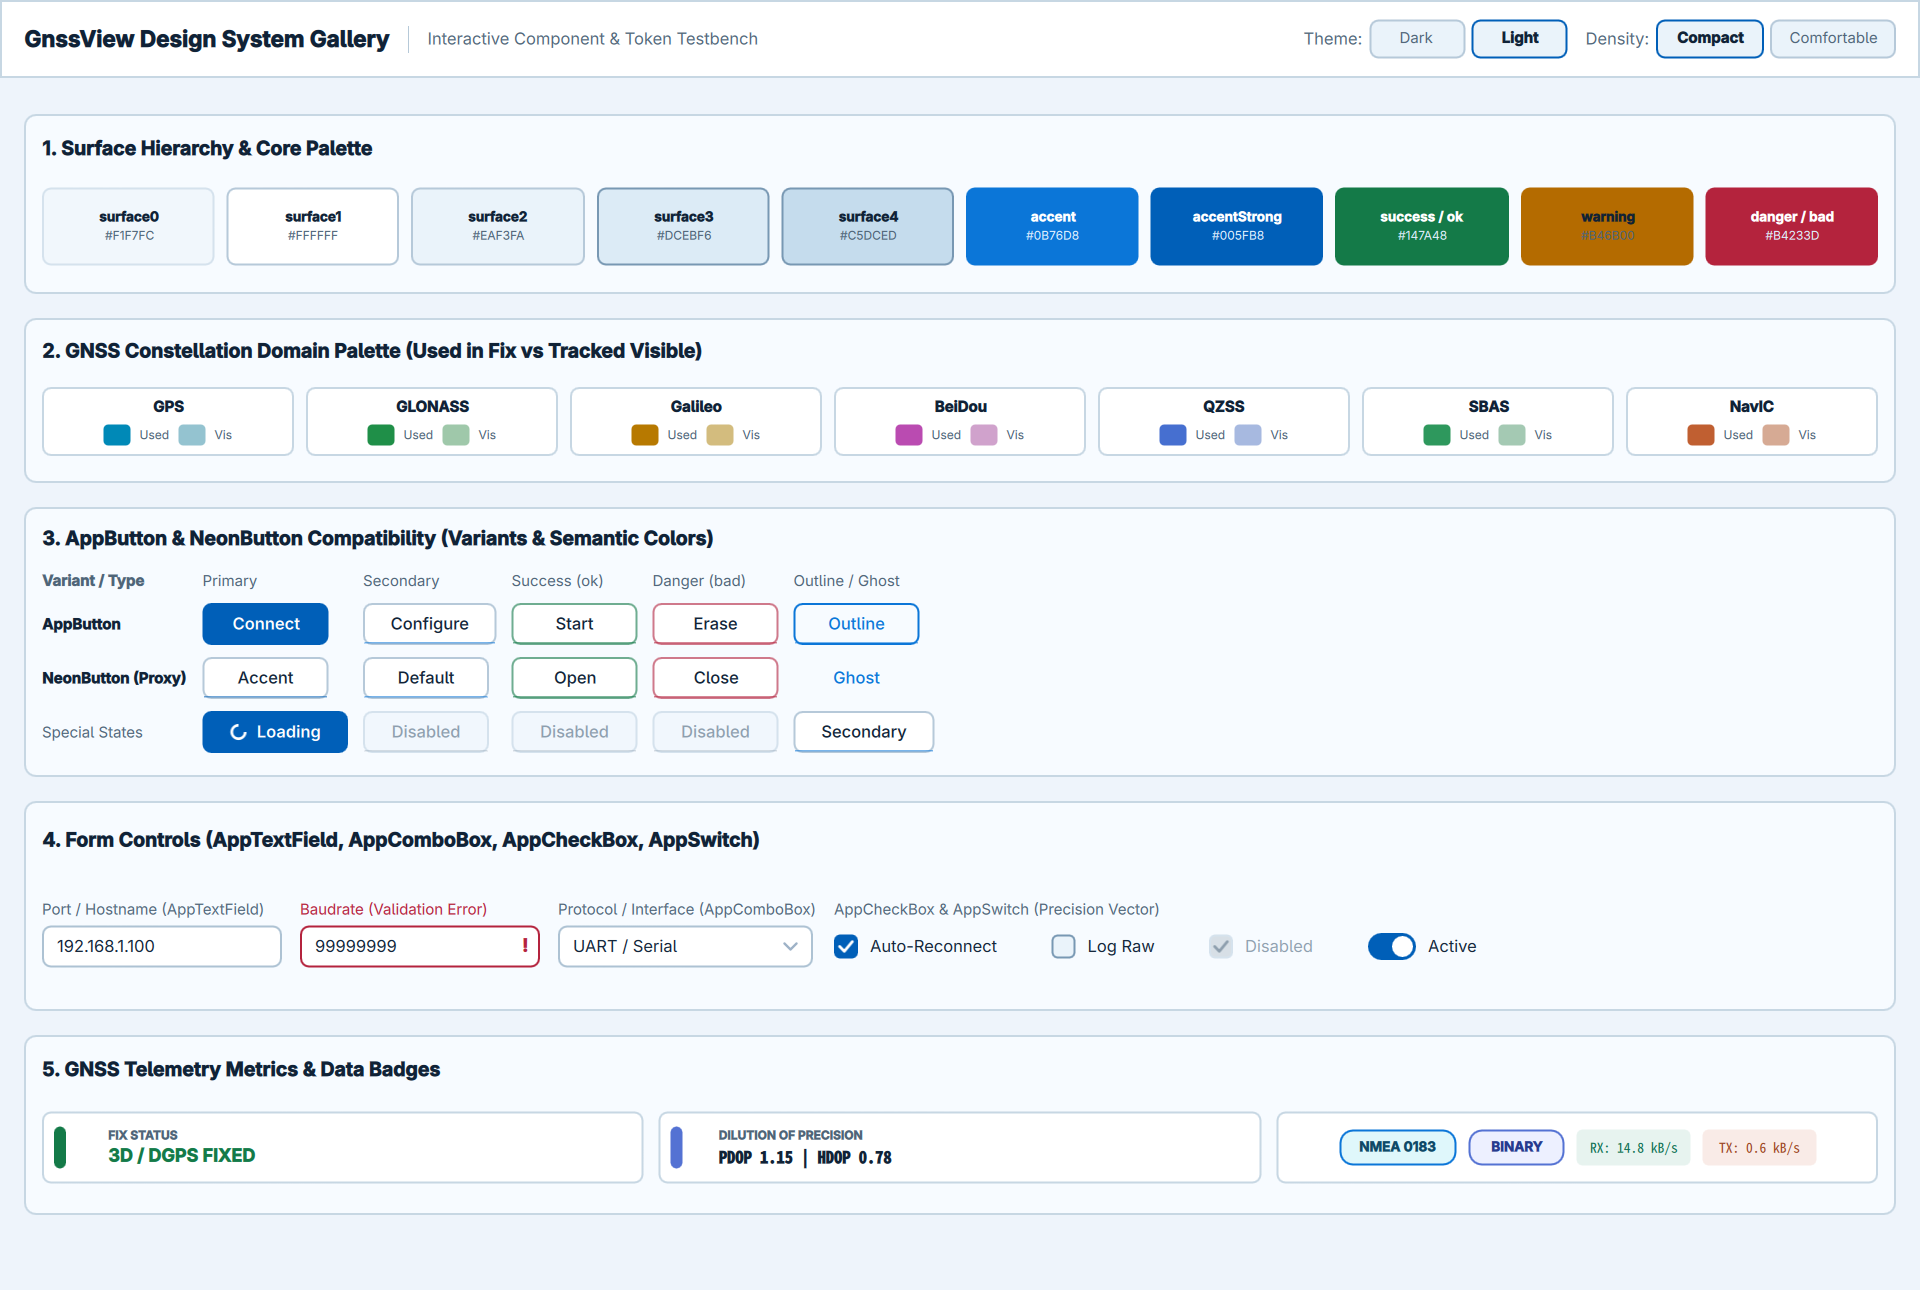 GnssView Design System Gallery
Interactive Component & Token Testbench
Theme: Dark Light Density: Compact Comfortable
1. Surface Hierarchy & Core Palette
surface0 surface1 surface2 surface3 surface4 accent accentStrong success / ok warning danger / bad
#F1F7FC #FFFFFF #EAF3FA #DCEBF6 #C5DCED #0B76D8 #005FB8 #147A48 #B46B00 #B4233D
2. GNSS Constellation Domain Palette (Used in Fix vs Tracked Visible)
GPS GLONASS Galileo BeiDou QZSS SBAS NavIC
Used Vis Used Vis Used Vis Used Vis Used Vis Used Vis Used Vis
3. AppButton & NeonButton Compatibility (Variants & Semantic Colors)
Variant / Type Primary Secondary Success (ok) Danger (bad) Outline / Ghost
AppButton Connect Configure Start Erase Outline
NeonButton (Proxy) Accent Default Open Close Ghost
Special States Loading Disabled Disabled Disabled Secondary
4. Form Controls (AppTextField, AppComboBox, AppCheckBox, AppSwitch)
Port / Hostname (AppTextField) Baudrate (Validation Error) Protocol / Interface (AppComboBox) AppCheckBox & AppSwitch (Precision Vector)
192.168.1.100 99999999 ! UART / Serial Auto-Reconnect Log Raw Disabled Active
5. GNSS Telemetry Metrics & Data Badges
FIX STATUS
3D / DGPS FIXED
DILUTION OF PRECISION
PDOP 1.15 | HDOP 0.78
NMEA 0183 BINARY RX: 14.8 kB/s TX: 0.6 kB/s